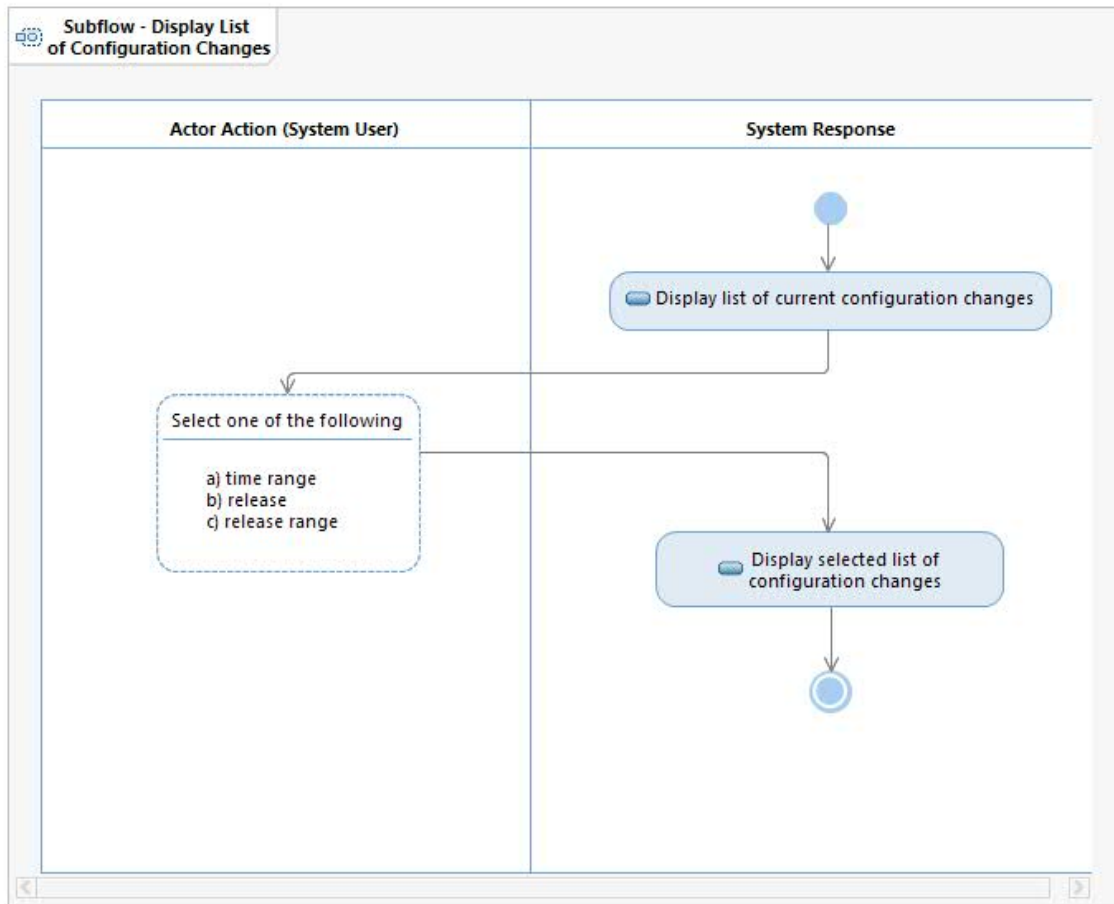 Subflow - Display List
of Configuration Changes
Actor Action (System User)
System Response
Display list of current configuration changes
Select one of the following
a) time range
b) release
c) release range
Display selected list of
configuration changes